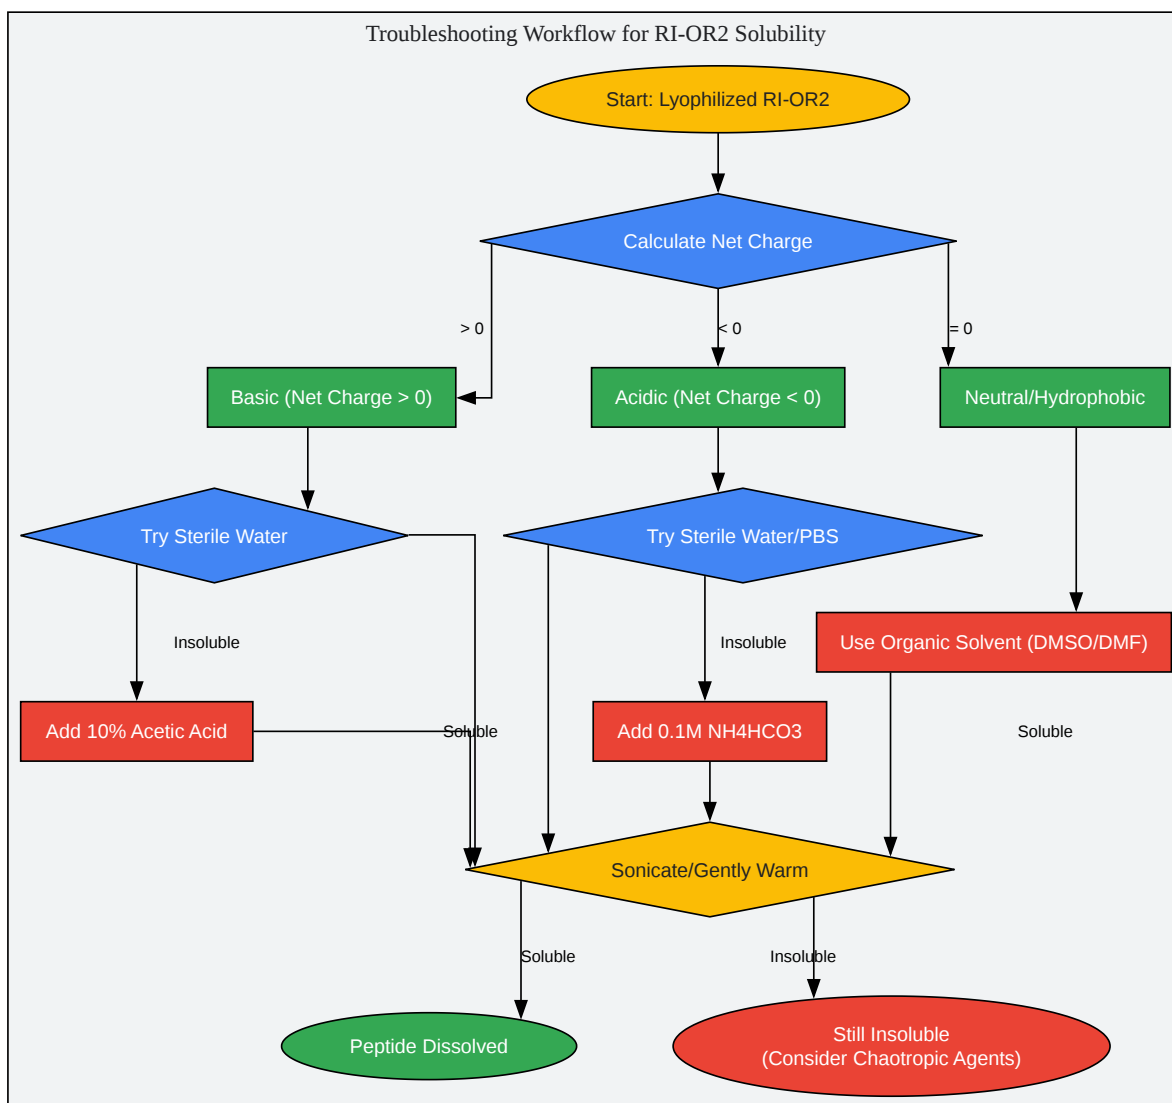 Troubleshooting Workflow for RI-OR2 Solubility
Start: Lyophilized RI-OR2
Calculate Net Charge
> 0
< 0
= 0
Basic (Net Charge > 0)
Acidic (Net Charge < 0)
Neutral/Hydrophobic
Try Sterile Water
Try Sterile Water/PBS
Insoluble
Insoluble
Use Organic Solvent (DMSO/DMF)
Add 10% Acetic Acid
Soluble
Add 0.1M NH4HCO3
Soluble
Sonicate/Gently Warm
Soluble
Insoluble
Peptide Dissolved
Still Insoluble
(Consider Chaotropic Agents)